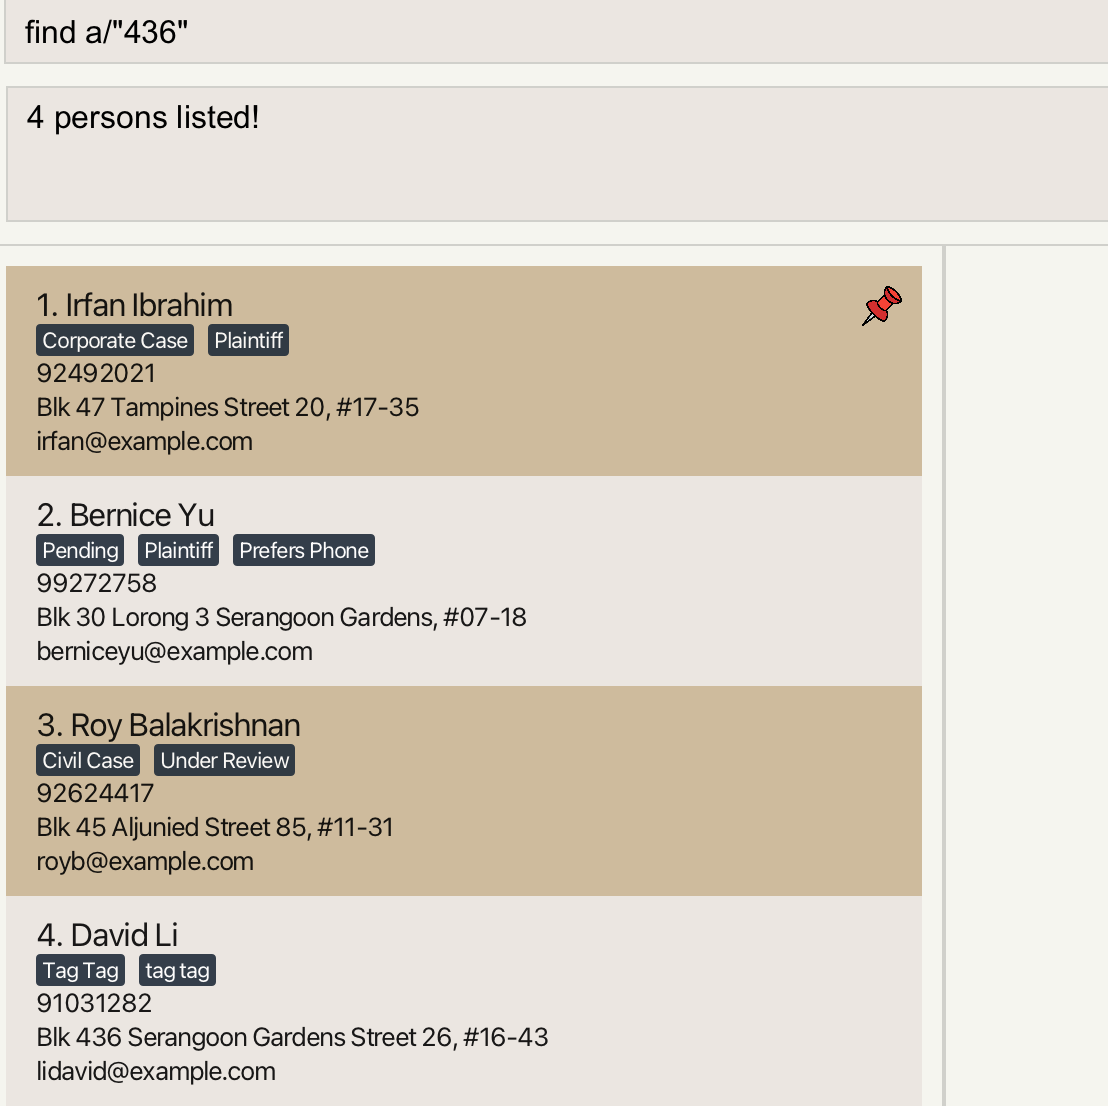 find a/"436"
4 persons listed!
1. Irfan Ibrahim
Corporate Case Plaintiff
92492021
Blk 47 Tampines Street 20, #17-35
irfan@example.com
2. Bernice Yu
Pending Plaintiff Prefers Phone
99272758
Blk 30 Lorong 3 Serangoon Gardens, #07-18
berniceyu@example.com
3. Roy Balakrishnan
Civil Case Under Review
92624417
Blk 45 Aljunied Street 85, #11-31
royb@example.com
4. David Li
Tag Tag tag tag
91031282
Blk 436 Serangoon Gardens Street 26, #16-43
lidavid@example.com